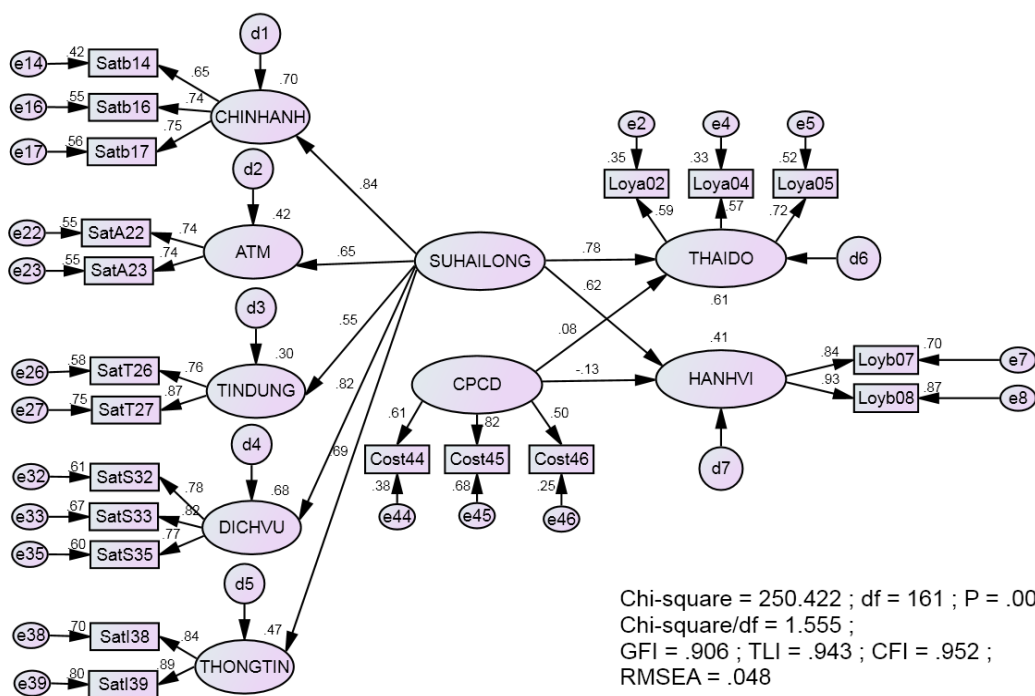 d1
e14 .42 Satb14 .65 .70
e16 .55 Satb16 .74 CHINHANH
e17 .56 Satb17 .75
d2
.84
e22 .55 SatA22 .74 .42
e23 .55 SatA23 .74 ATM
.65
d3
.55
e26 .58 SatT26 .76 .30
e27 .75 SatT27 .87 TINDUNG
.82
d4
.69
e32 .61 SatS32 .78 .68
e33 .67 SatS33 .82 DICHVU
e35 .60 SatS35 .77
d5
e38 .70 SatI38 .84 .47
e39 .80 SatI39 .89 THONGTIN
SUHAILONG
.78
.62
.08
-.13
CPCD
.61 .82 .50
Cost44 Cost45 Cost46
.38 .68 .25
e44 e45 e46
e2 e4 e5
.35 .33 .52
Loya02 Loya04 Loya05
.59 .57 .72
THAIDO d6
.61
.41
HANHVI
.84 Loyb07 .70 e7
.93 Loyb08 .87 e8
d7
Chi-square = 250.422 ; df = 161 ; P = .00
Chi-square/df = 1.555 ;
GFI = .906 ; TLI = .943 ; CFI = .952 ;
RMSEA = .048